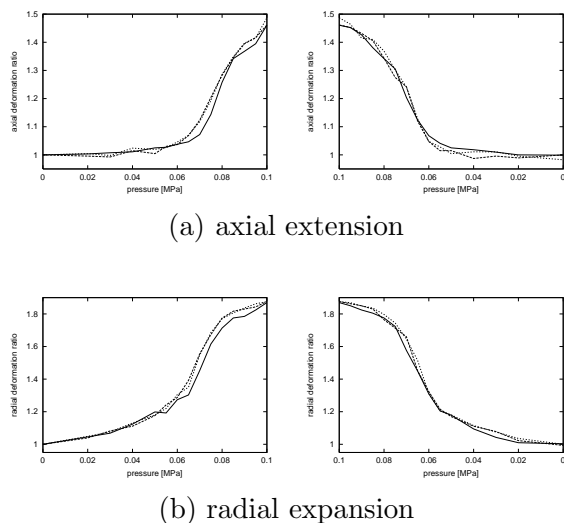 1.5 1.5
1.4 1.4
1.3 1.3
1.2 1.2
1.1 1.1
1 1
axial deformation ratio axial deformation ratio
0 0.02 0.04 0.06 0.08 0.1 0.1 0.08 0.06 0.04 0.02 0
pressure [MPa] pressure [MPa]
(a) axial extension
1.8 1.8
1.6 1.6
1.4 1.4
1.2 1.2
1 1
radial deformation ratio radial deformation ratio
0 0.02 0.04 0.06 0.08 0.1 0.1 0.08 0.06 0.04 0.02 0
pressure [MPa] pressure [MPa]
(b) radial expansion